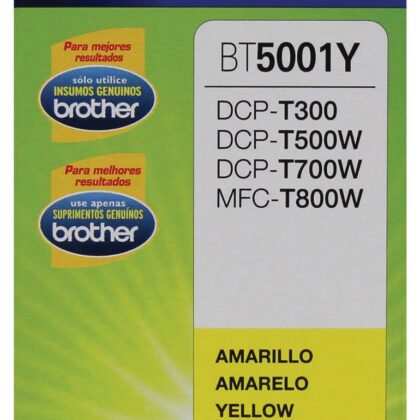 Para mejores
resultados
sólo utilice
INSUMOS GENUINOS
brother
Para melhores
resultados
use apenas
SUPRIMENTOS GENUÍNOS
brother
BT5001Y
DCP-T300
DCP-T500W
DCP-T700W
MFC-T800W
AMARILLO
AMARELO
YELLOW